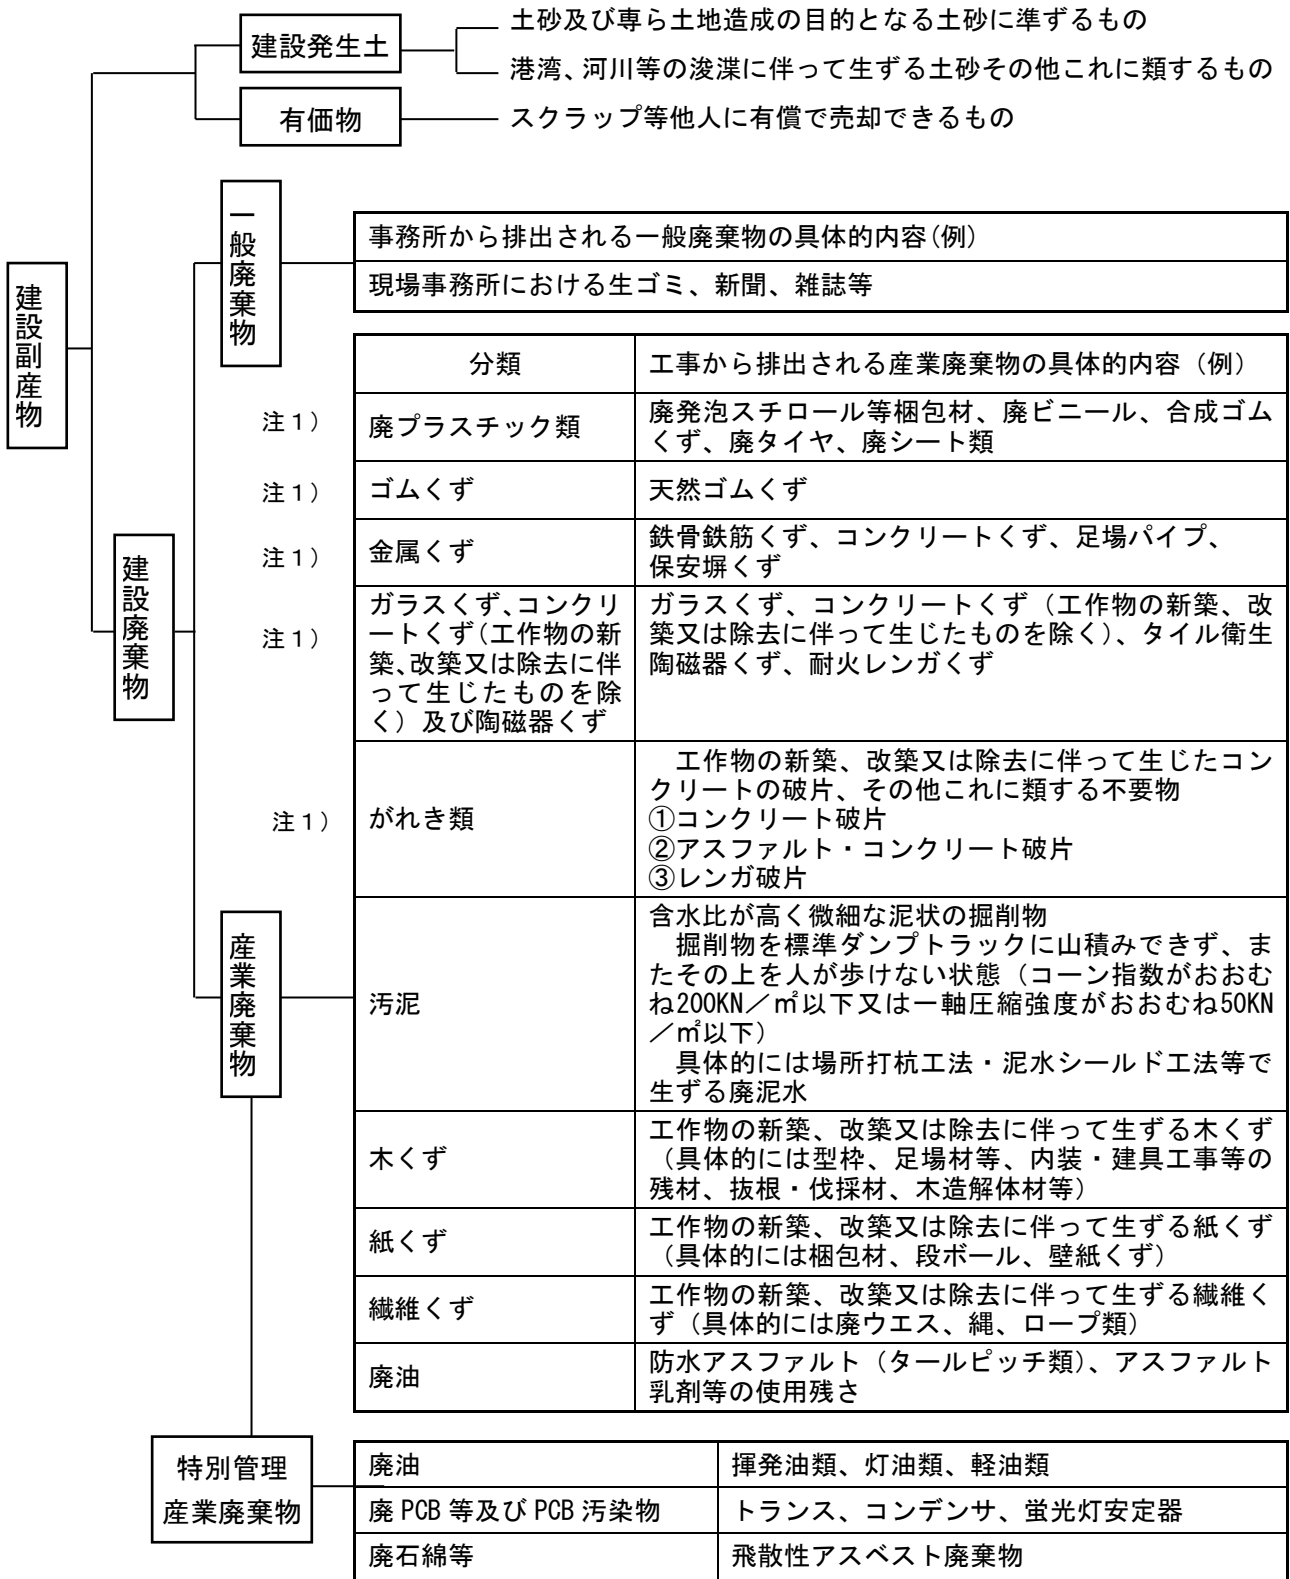 建設発生土
土砂及び専ら土地造成の目的となる土砂に準ずるもの
港湾、河川等の浚渫に伴って生ずる土砂その他これに類するもの
有価物
スクラップ等他人に有償で売却できるもの
建設副産物
一般廃棄物
事務所から排出される一般廃棄物の具体的内容(例)
現場事務所における生ゴミ、新聞、雑誌等
建設廃棄物
分類
工事から排出される産業廃棄物の具体的内容（例）
注１）
廃プラスチック類
廃発泡スチロール等梱包材、廃ビニール、合成ゴム
くず、廃タイヤ、廃シート類
注１）
ゴムくず
天然ゴムくず
注１）
金属くず
鉄骨鉄筋くず、コンクリートくず、足場パイプ、
保安塀くず
注１）
ガラスくず、コンクリ
ートくず(工作物の新
築、改築又は除去に伴
って生じたものを除
く）及び陶磁器くず
ガラスくず、コンクリートくず（工作物の新築、改
築又は除去に伴って生じたものを除く)、タイル衛生
陶磁器くず、耐火レンガくず
注１）
がれき類
工作物の新築、改築又は除去に伴って生じたコン
クリートの破片、その他これに類する不要物
①コンクリート破片
②アスファルト・コンクリート破片
③レンガ破片
産業廃棄物
汚泥
含水比が高く微細な泥状の掘削物
掘削物を標準ダンプトラックに山積みできず、ま
たその上を人が歩けない状態（コーン指数がおおむ
ね200KN／㎡以下又は一軸圧縮強度がおおむね50KN
／㎡以下）
具体的には場所打杭工法・泥水シールド工法等で
生ずる廃泥水
木くず
工作物の新築、改築又は除去に伴って生ずる木くず
（具体的には型枠、足場材等、内装・建具工事等の
残材、抜根・伐採材、木造解体材等）
紙くず
工作物の新築、改築又は除去に伴って生ずる紙くず
（具体的には梱包材、段ボール、壁紙くず）
繊維くず
工作物の新築、改築又は除去に伴って生ずる繊維く
ず（具体的には廃ウエス、縄、ロープ類）
廃油
防水アスファルト（タールピッチ類）、アスファルト
乳剤等の使用残さ
特別管理
産業廃棄物
廃油
揮発油類、灯油類、軽油類
廃 PCB 等及び PCB 汚染物
トランス、コンデンサ、蛍光灯安定器
廃石綿等
飛散性アスベスト廃棄物